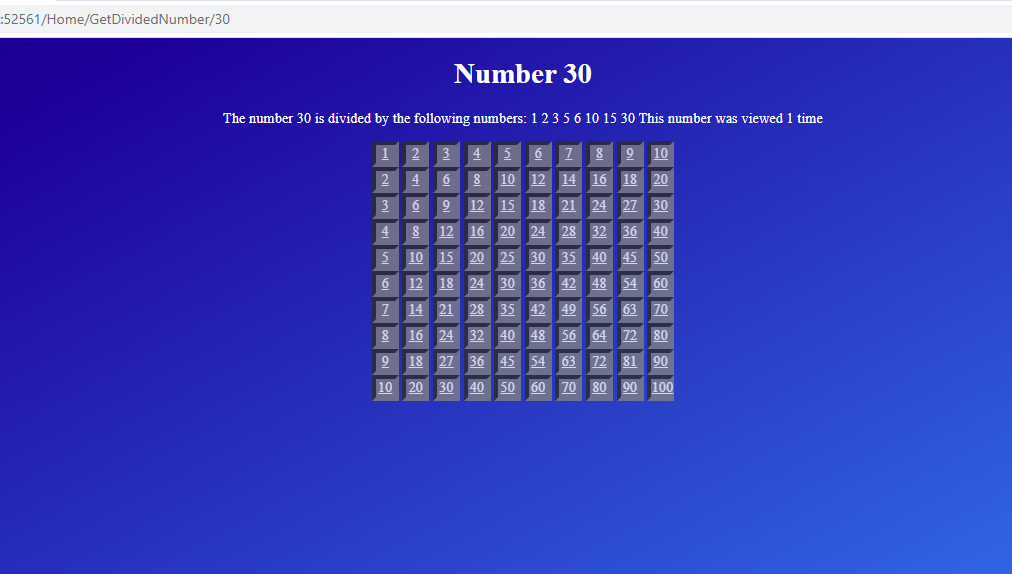 :52561/Home/GetDividedNumber/30
Number 30
The number 30 is divided by the following numbers: 1 2 3 5 6 10 15 30 This number was viewed 1 time
1 2 3 4 5 6 7 8 9 10
2 4 6 8 10 12 14 16 18 20
3 6 9 12 15 18 21 24 27 30
4 8 12 16 20 24 28 32 36 40
5 10 15 20 25 30 35 40 45 50
6 12 18 24 30 36 42 48 54 60
7 14 21 28 35 42 49 56 63 70
8 16 24 32 40 48 56 64 72 80
9 18 27 36 45 54 63 72 81 90
10 20 30 40 50 60 70 80 90 100